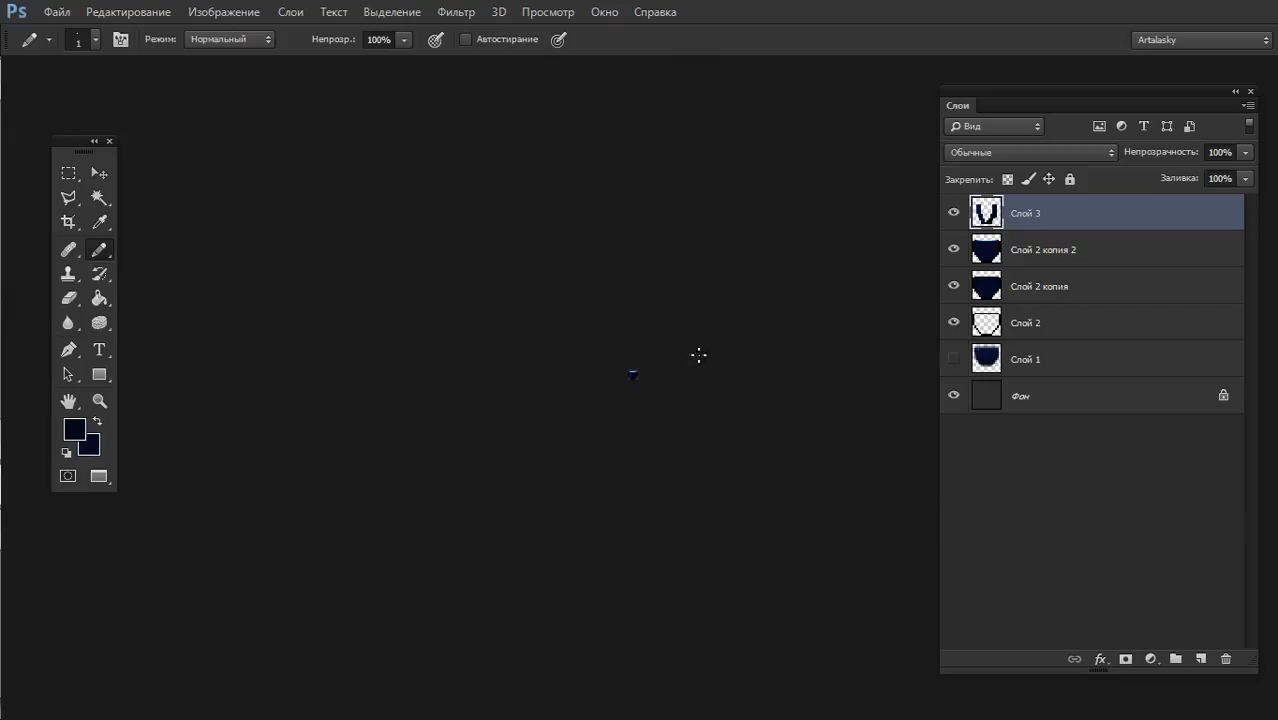 Ps Файл Редактирование Изображение Слои Текст Выделение Фильтр 3D Просмотр Окно Справка
1 Режим: Нормальный Непрозр.: 100% Автостирание Artalasky
Слои
Вид
Обычные Непрозрачность: 100%
Закрепить: Заливка: 100%
Слой 3
Слой 2 копия 2
Слой 2 копия
Слой 2
Слой 1
Фон